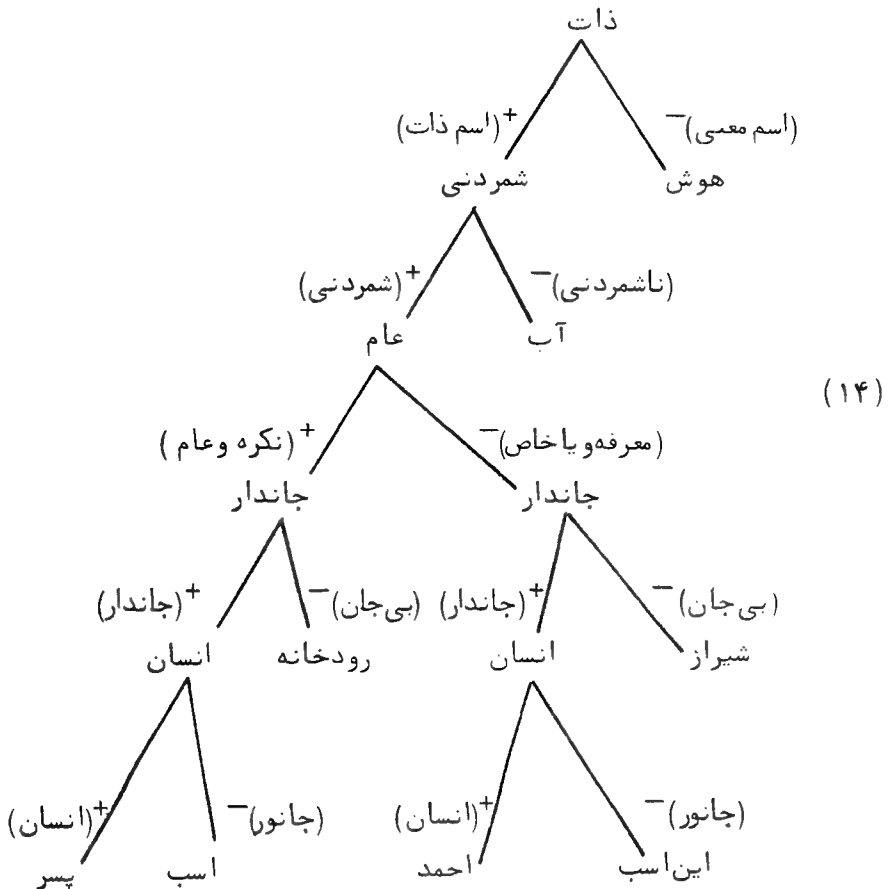 ذات
(اسم معنی)− +(اسم ذات)
هوش شمردنی
(ناشمردنی)− +(شمردنی)
آب عام
(۱۴)
(معرفه و یا خاص)− +(نکره و عام)
جاندار جاندار
(بی‌جان)− +(جاندار) (بی‌جان)− +(جاندار)
شیراز انسان رودخانه انسان
(جانور)− +(انسان) (جانور)− +(انسان)
این اسب احمد اسب پسر